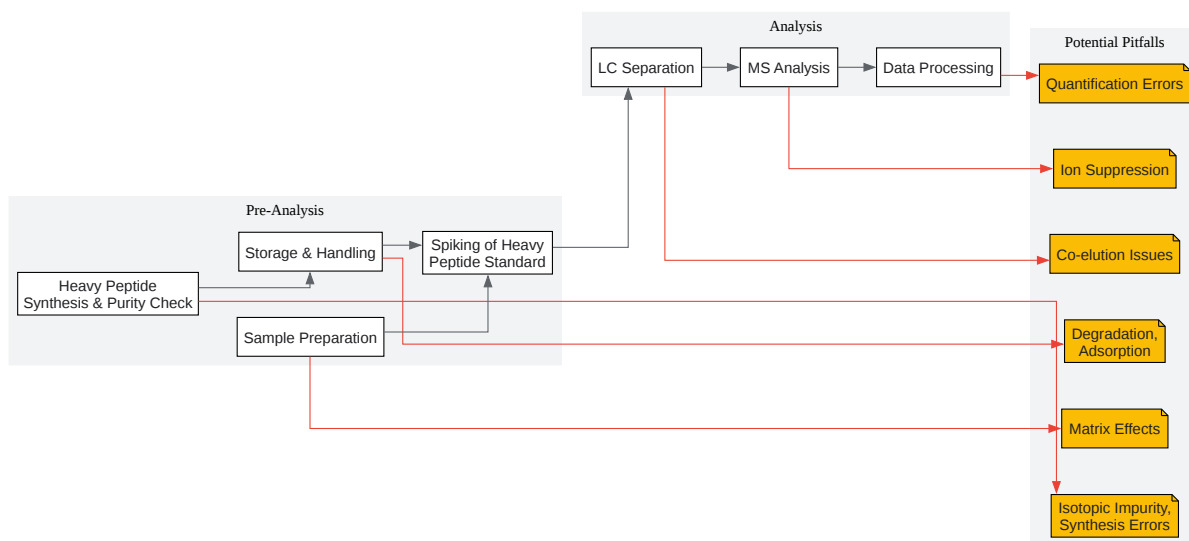 Analysis
LC Separation
MS Analysis
Data Processing
Potential Pitfalls
Quantification Errors
Ion Suppression
Co-elution Issues
Degradation,
Adsorption
Matrix Effects
Isotopic Impurity,
Synthesis Errors
Pre-Analysis
Storage & Handling
Spiking of Heavy
Peptide Standard
Heavy Peptide
Synthesis & Purity Check
Sample Preparation